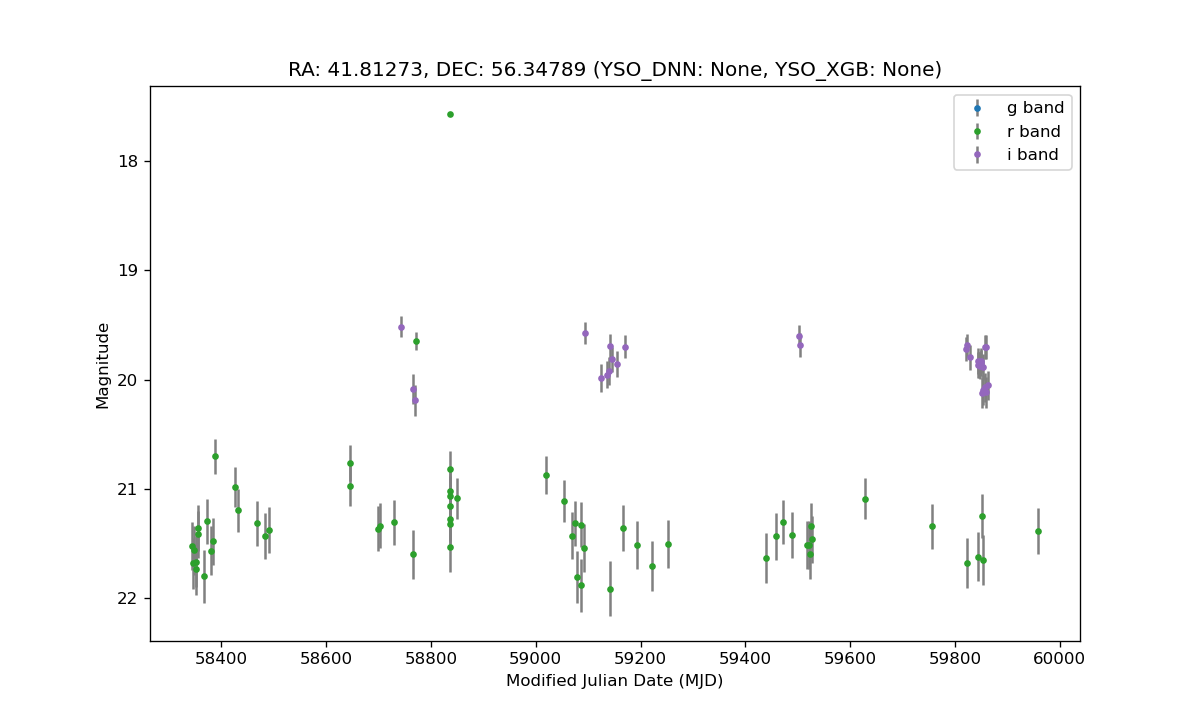 RA: 41.81273, DEC: 56.34789 (YSO_DNN: None, YSO_XGB: None)
g band
r band
i band
18
19
20
21
22
Magnitude
58400 58600 58800 59000 59200 59400 59600 59800 60000
Modified Julian Date (MJD)